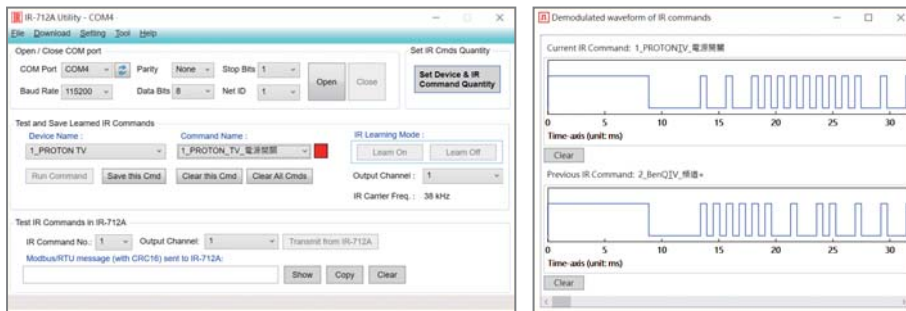 IR-712A Utility - COM4
File Download Setting Tool Help
Open / Close COM port
Set IR Cmds Quantity
COM Port COM4 Parity None Stop Bits 1
Open Close
Set Device & IR
Command Quantity
Baud Rate 115200 Data Bits 8 Net ID 1
Test and Save Learned IR Commands
Device Name : Command Name : IR Learning Mode :
1_PROTON TV 1_PROTON_TV_電源開關 Learn On Learn Off
Run Command Save this Cmd Clear this Cmd Clear All Cmds Output Channel : 1
IR Carrier Freq. : 38 kHz
Test IR Commands in IR-712A
IR Command No.: 1 Output Channel: 1 Transmit from IR-712A
Modbus/RTU message (with CRC16) sent to IR-712A:
Show Copy Clear
Demodulated waveform of IR commands
Current IR Command: 1_PROTON_TV_電源開關
0 5 10 15 20 25 30
Time-axis (unit: ms)
Clear
Previous IR Command: 2_BenQ_TV_頻道+
0 5 10 15 20 25 30
Time-axis (unit: ms)
Clear